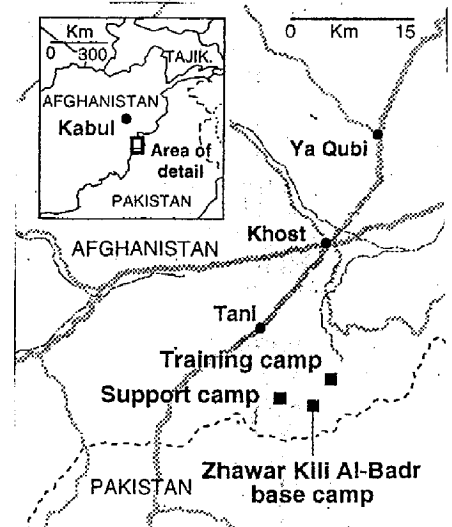 Km
0 300
TAJIK.
AFGHANISTAN
Kabul
Area of
detail
PAKISTAN
0 15
Km
Ya Qubi
Khost
AFGHANISTAN
Tani
Training camp
Support camp
Zhawar Kili Al-Badr
base camp
PAKISTAN